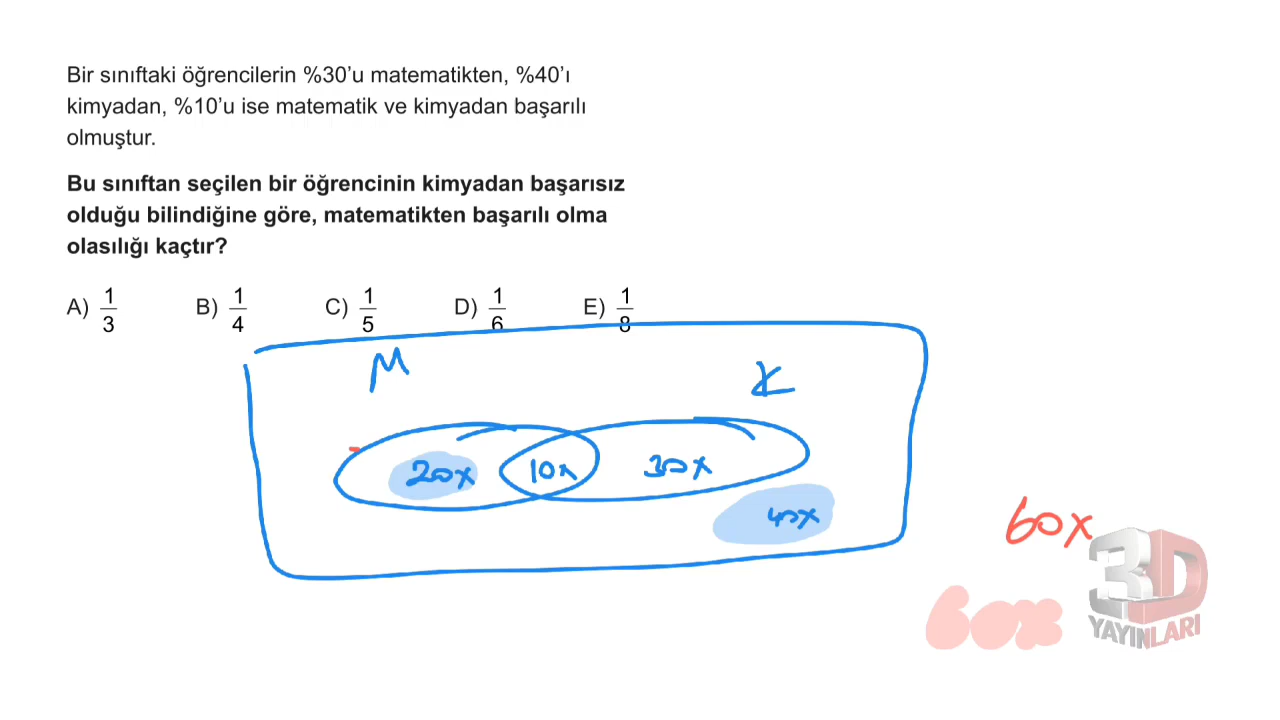 Bir sınıftaki öğrencilerin %30'u matematikten, %40'ı
kimyadan, %10'u ise matematik ve kimyadan başarılı
olmuştur.
Bu sınıftan seçilen bir öğrencinin kimyadan başarısız
olduğu bilindiğine göre, matematikten başarılı olma
olasılığı kaçtır?
A) 1/3 B) 1/4 C) 1/5 D) 1/6 E) 1/8
M K
20x 10x 30x
40x
60x
60x
3D
YAYINLARI